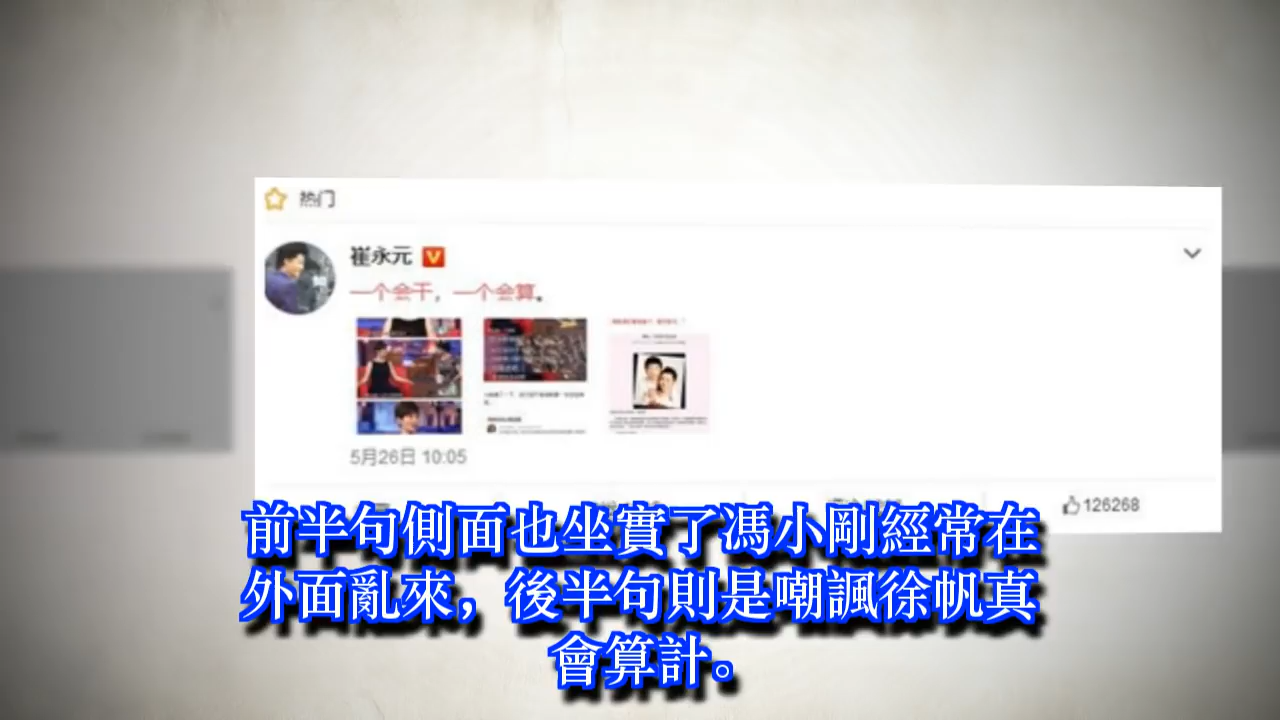 热门
崔永元
一个会干，一个会算。
5月26日 10:05
126268
前半句側面也坐實了馮小剛經常在
外面亂來，後半句則是嘲諷徐帆真
會算計。